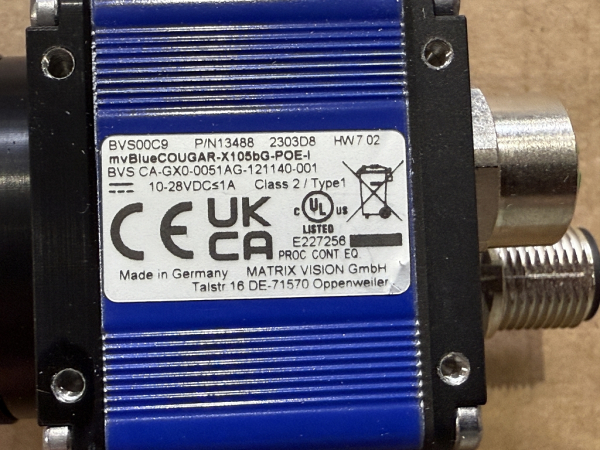 BVS00C9 P/N13488 2303D8 HW7 02
mvBlueCOUGAR-X105bG-POE-I
BVS CA-GX0-0051AG-121140-001
10-28VDC≤1A Class 2 / Type1
CE UK CA
c UL US
LISTED
E227256
PROC CONT EQ.
Made in Germany MATRIX VISION GmbH
Talstr 16 DE-71570 Oppenweiler